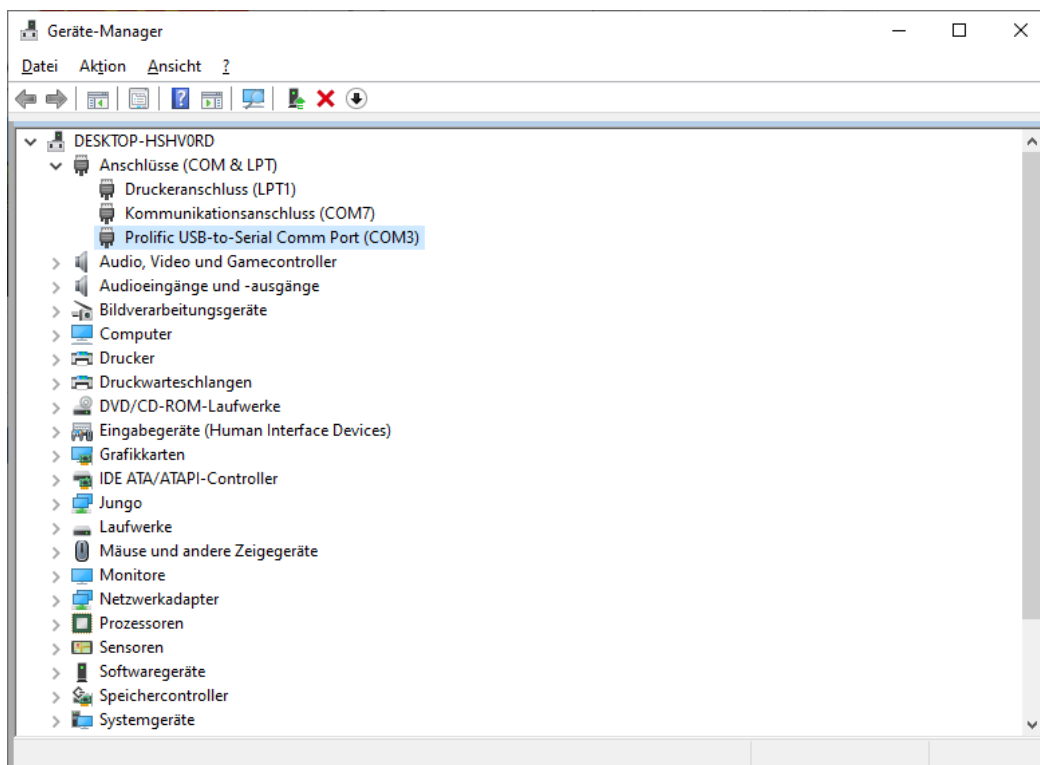 Geräte-Manager
Datei Aktion Ansicht ?
DESKTOP-HSHV0RD
Anschlüsse (COM & LPT)
Druckeranschluss (LPT1)
Kommunikationsanschluss (COM7)
Prolific USB-to-Serial Comm Port (COM3)
Audio, Video und Gamecontroller
Audioeingänge und -ausgänge
Bildverarbeitungsgeräte
Computer
Drucker
Druckwarteschlangen
DVD/CD-ROM-Laufwerke
Eingabegeräte (Human Interface Devices)
Grafikkarten
IDE ATA/ATAPI-Controller
Jungo
Laufwerke
Mäuse und andere Zeigegeräte
Monitore
Netzwerkadapter
Prozessoren
Sensoren
Softwaregeräte
Speichercontroller
Systemgeräte